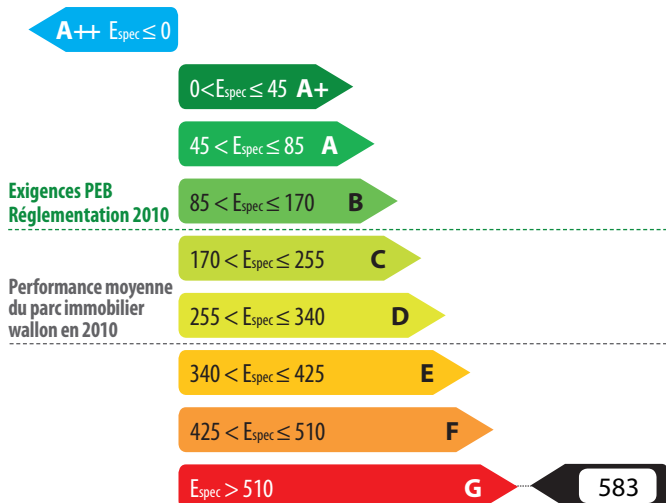 A++ Espec ≤ 0
0 < Espec ≤ 45 A+
45 < Espec ≤ 85 A
Exigences PEB
Réglementation 2010
85 < Espec ≤ 170 B
170 < Espec ≤ 255 C
Performance moyenne
du parc immobilier
wallon en 2010
255 < Espec ≤ 340 D
340 < Espec ≤ 425 E
425 < Espec ≤ 510 F
Espec > 510 G
583